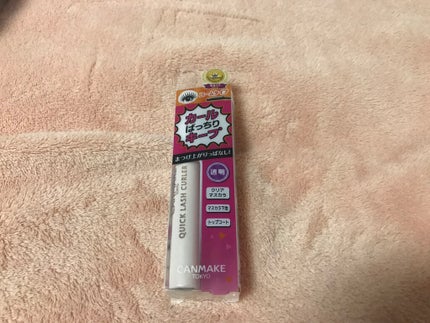 カール
ぱっちり
キープ
まつげ上がりっぱなし!
透明
クリア
マスカラ
マスカラ下地
トップコート
QUICK LASH CURLER
CANMAKE
TOKYO